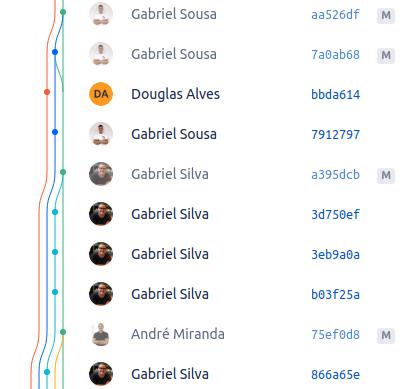 Gabriel Sousa aa526df M
Gabriel Sousa 7a0ab68 M
DA Douglas Alves bbda614
Gabriel Sousa 7912797
Gabriel Silva a395dcb M
Gabriel Silva 3d750ef
Gabriel Silva 3eb9a0a
Gabriel Silva b03f25a
André Miranda 75ef0d8 M
Gabriel Silva 866a65e